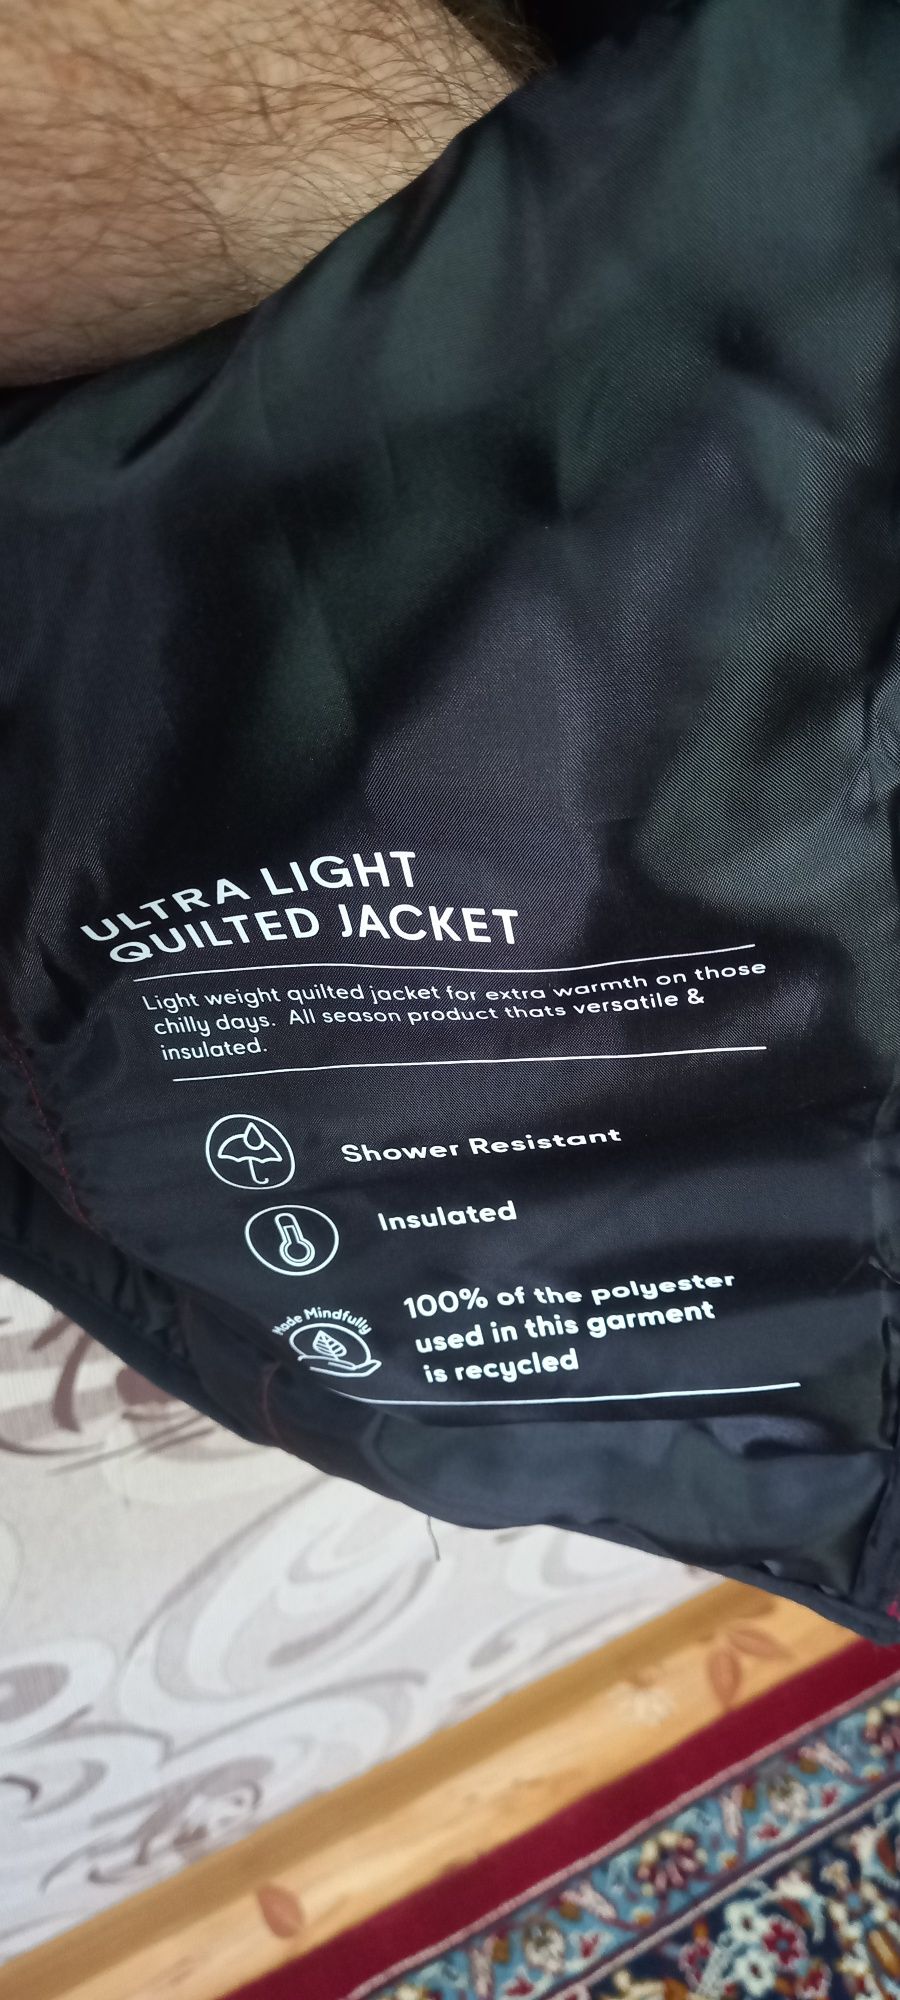 ULTRA LIGHT
QUILTED JACKET
Light weight quilted jacket for extra warmth on those
chilly days. All season product thats versatile &
insulated.
Shower Resistant
Insulated
Made Mindfully
100% of the polyester
used in this garment
is recycled